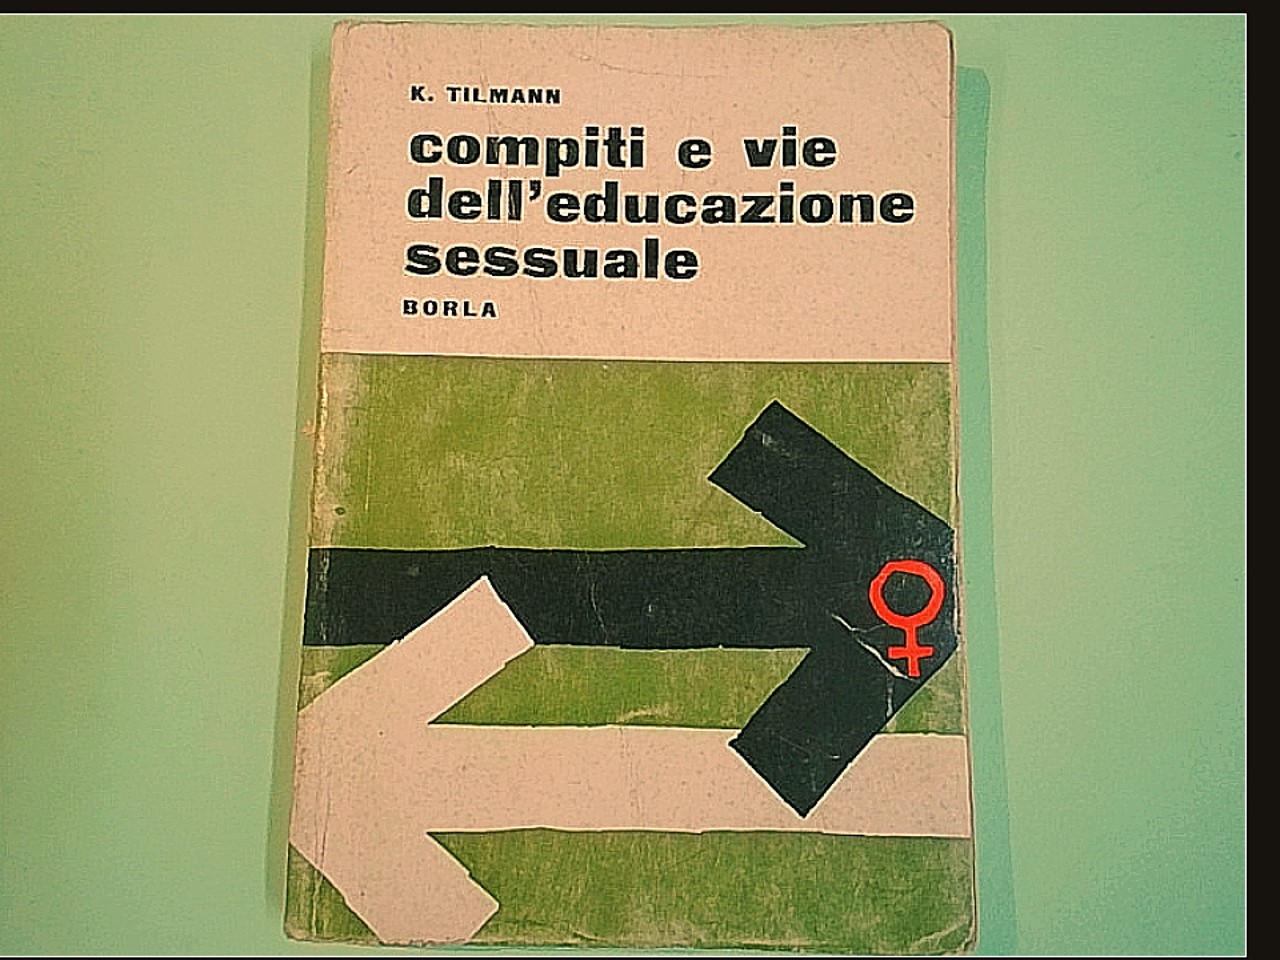 K. TILMANN
compiti e vie
dell'educazione
sessuale
BORLA